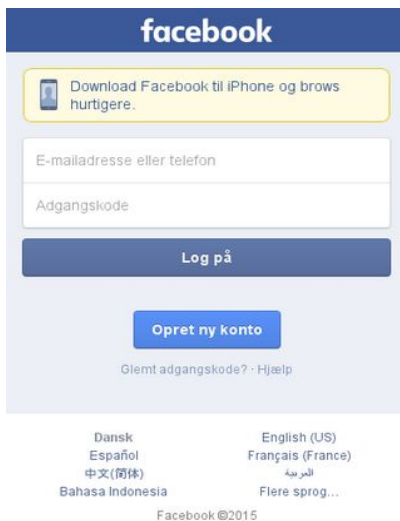 facebook
Download Facebook til iPhone og brows
hurtigere.
E-mailadresse eller telefon
Adgangskode
Log på
Opret ny konto
Glemt adgangskode? · Hjælp
Dansk
English (US)
Español
Français (France)
中文(简体)
العربية
Bahasa Indonesia
Flere sprog...
Facebook ©2015